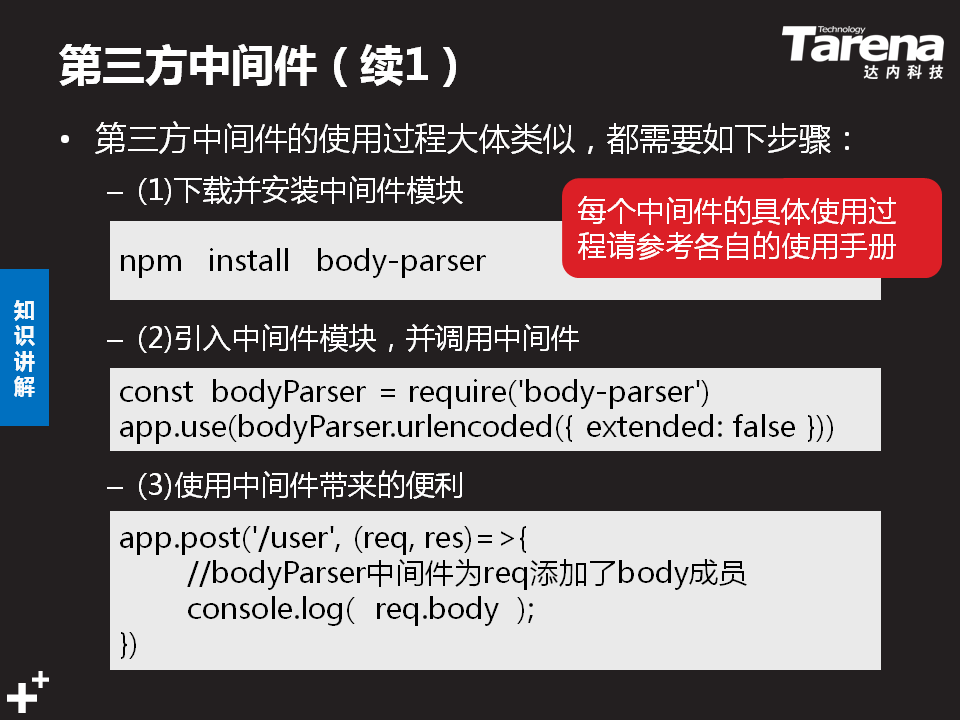 第三方中间件（续1）
Technology
Tarena
达内科技
• 第三方中间件的使用过程大体类似，都需要如下步骤：
– (1)下载并安装中间件模块
每个中间件的具体使用过
程请参考各自的使用手册
npm install body-parser
知识讲解
– (2)引入中间件模块，并调用中间件
const bodyParser = require('body-parser')
app.use(bodyParser.urlencoded({ extended: false }))
– (3)使用中间件带来的便利
app.post('/user', (req, res)=>{
//bodyParser中间件为req添加了body成员
console.log( req.body );
})